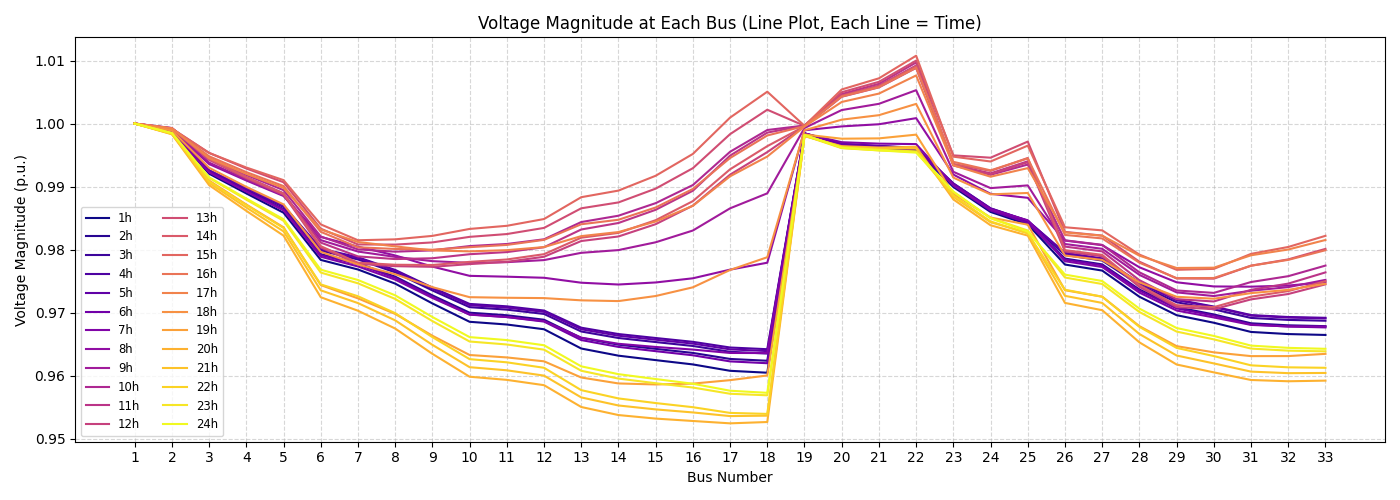 Voltage Magnitude at Each Bus (Line Plot, Each Line = Time)
Voltage Magnitude (p.u.)
1.01
1.00
0.99
0.98
0.97
0.96
0.95
1h 13h
2h 14h
3h 15h
4h 16h
5h 17h
6h 18h
7h 19h
8h 20h
9h 21h
10h 22h
11h 23h
12h 24h
1 2 3 4 5 6 7 8 9 10 11 12 13 14 15 16 17 18 19 20 21 22 23 24 25 26 27 28 29 30 31 32 33
Bus Number